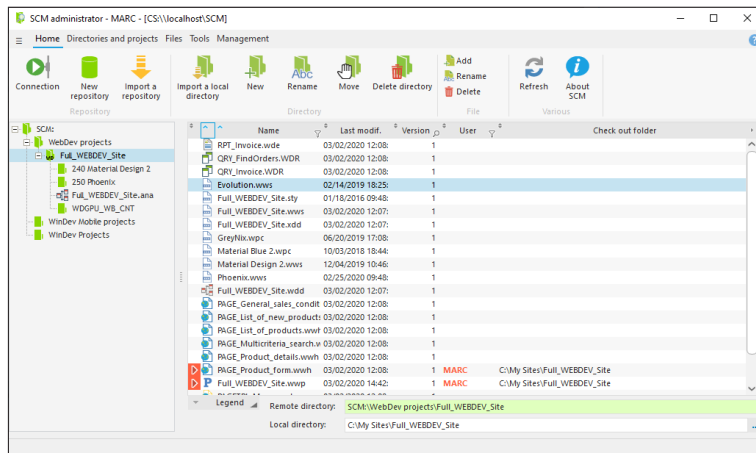 SCM administrator - MARC - [CS:\\localhost\SCM]
Home Directories and projects Files Tools Management
Connection
New repository
Import a repository
Import a local directory
New
Rename
Move
Delete directory
Add
Rename
Delete
Refresh
About SCM
Repository Directory File Various
SCM:
WebDev projects
Full_WEBDEV_Site
240 Material Design 2
250 Phoenix
Full_WEBDEV_Site.ana
WDGPU_WB_CNT
WinDev Mobile projects
WinDev Projects
Name Last modif. Version User Check out folder
RPT_Invoice.wde 03/02/2020 12:08: 1
QRY_FindOrders.WDR 03/02/2020 12:08: 1
QRY_Invoice.WDR 03/02/2020 12:08: 1
Evolution.wws 02/14/2019 18:25: 1
Full_WEBDEV_Site.sty 01/18/2016 09:48: 1
Full_WEBDEV_Site.wws 03/02/2020 12:07: 1
Full_WEBDEV_Site.xdd 03/02/2020 12:07: 1
GreyNix.wpc 06/20/2019 17:08: 1
Material Blue 2.wpc 10/03/2018 18:44: 1
Material Design 2.wws 12/04/2019 10:46: 1
Phoenix.wws 02/25/2020 09:48: 1
Full_WEBDEV_Site.wdd 03/02/2020 12:07: 1
PAGE_General_sales_condit 03/02/2020 12:08: 1
PAGE_List_of_new_product: 03/02/2020 12:08: 1
PAGE_List_of_products.wwh 03/02/2020 12:08: 1
PAGE_Multicriteria_search.w 03/02/2020 12:08: 1
PAGE_Product_details.wwh 03/02/2020 12:08: 1
PAGE_Product_form.wwh 03/02/2020 12:08: 1 MARC C:\My Sites\Full_WEBDEV_Site
Full_WEBDEV_Site.wwp 03/02/2020 14:42: 1 MARC C:\My Sites\Full_WEBDEV_Site
Legend
Remote directory: SCM:\WebDev projects\Full_WEBDEV_Site
Local directory: C:\My Sites\Full_WEBDEV_Site ...